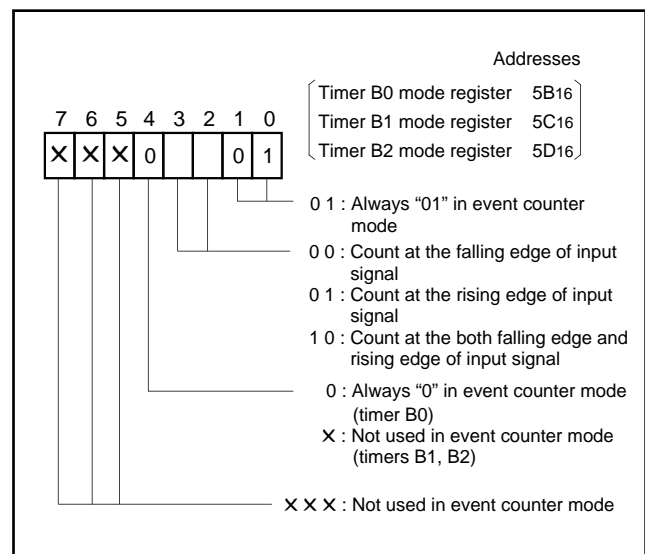 Addresses
Timer B0 mode register 5B16
Timer B1 mode register 5C16
Timer B2 mode register 5D16
7 6 5 4 3 2 1 0
× × × 0 0 1
0 1 : Always “01” in event counter
mode
0 0 : Count at the falling edge of input
signal
0 1 : Count at the rising edge of input
signal
1 0 : Count at the both falling edge and
rising edge of input signal
0 : Always “0” in event counter mode
(timer B0)
× : Not used in event counter mode
(timers B1, B2)
× × × : Not used in event counter mode